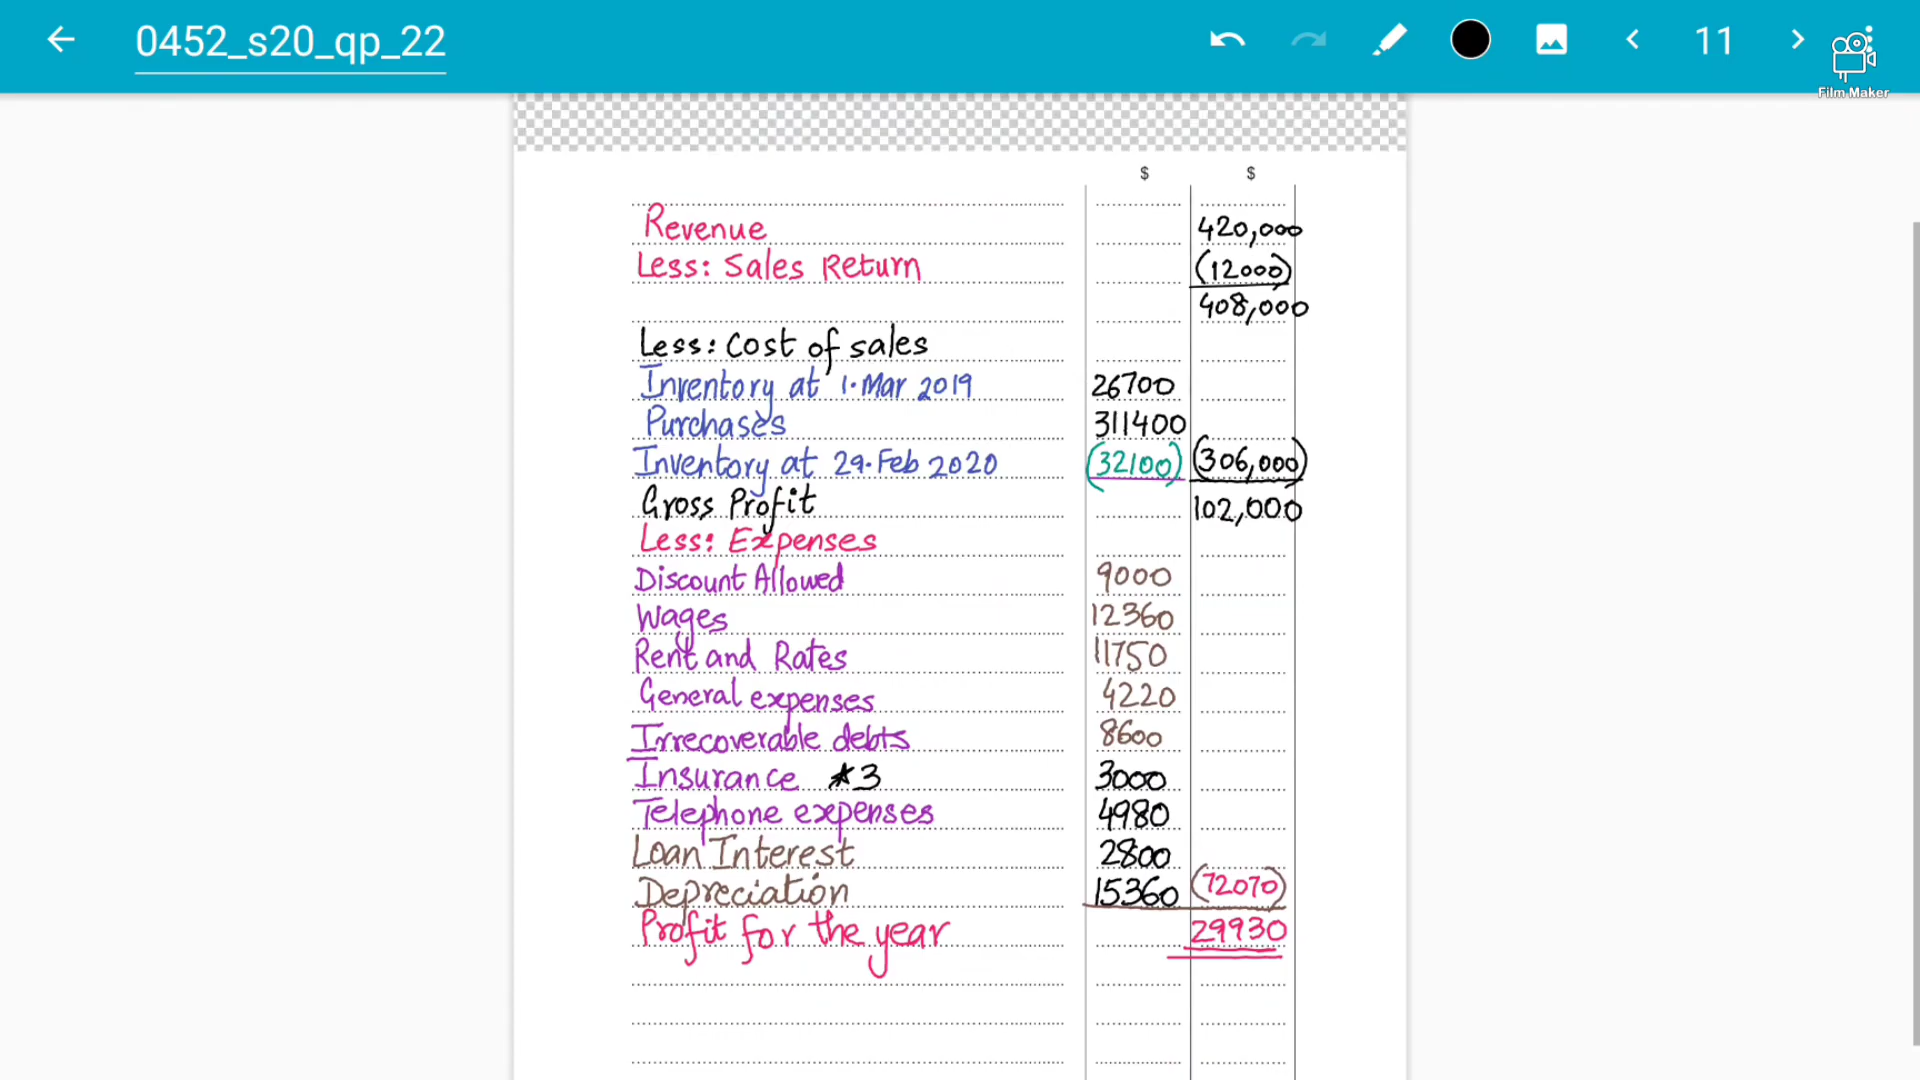 0452_s20_qp_22
11
Film Maker
$ $
Revenue 420,000
Less: Sales Return (12000)
408,000
Less: Cost of sales
Inventory at 1.Mar 2019 26700
Purchases 311400
Inventory at 29.Feb 2020 (32100) (306,000)
Gross Profit 102,000
Less: Expenses
Discount Allowed 9000
Wages 12360
Rent and Rates 11750
General expenses 4220
Irrecoverable debts 8600
Insurance *3 3000
Telephone expenses 4980
Loan Interest 2800
Depreciation 15360 (72070)
Profit for the year 29930